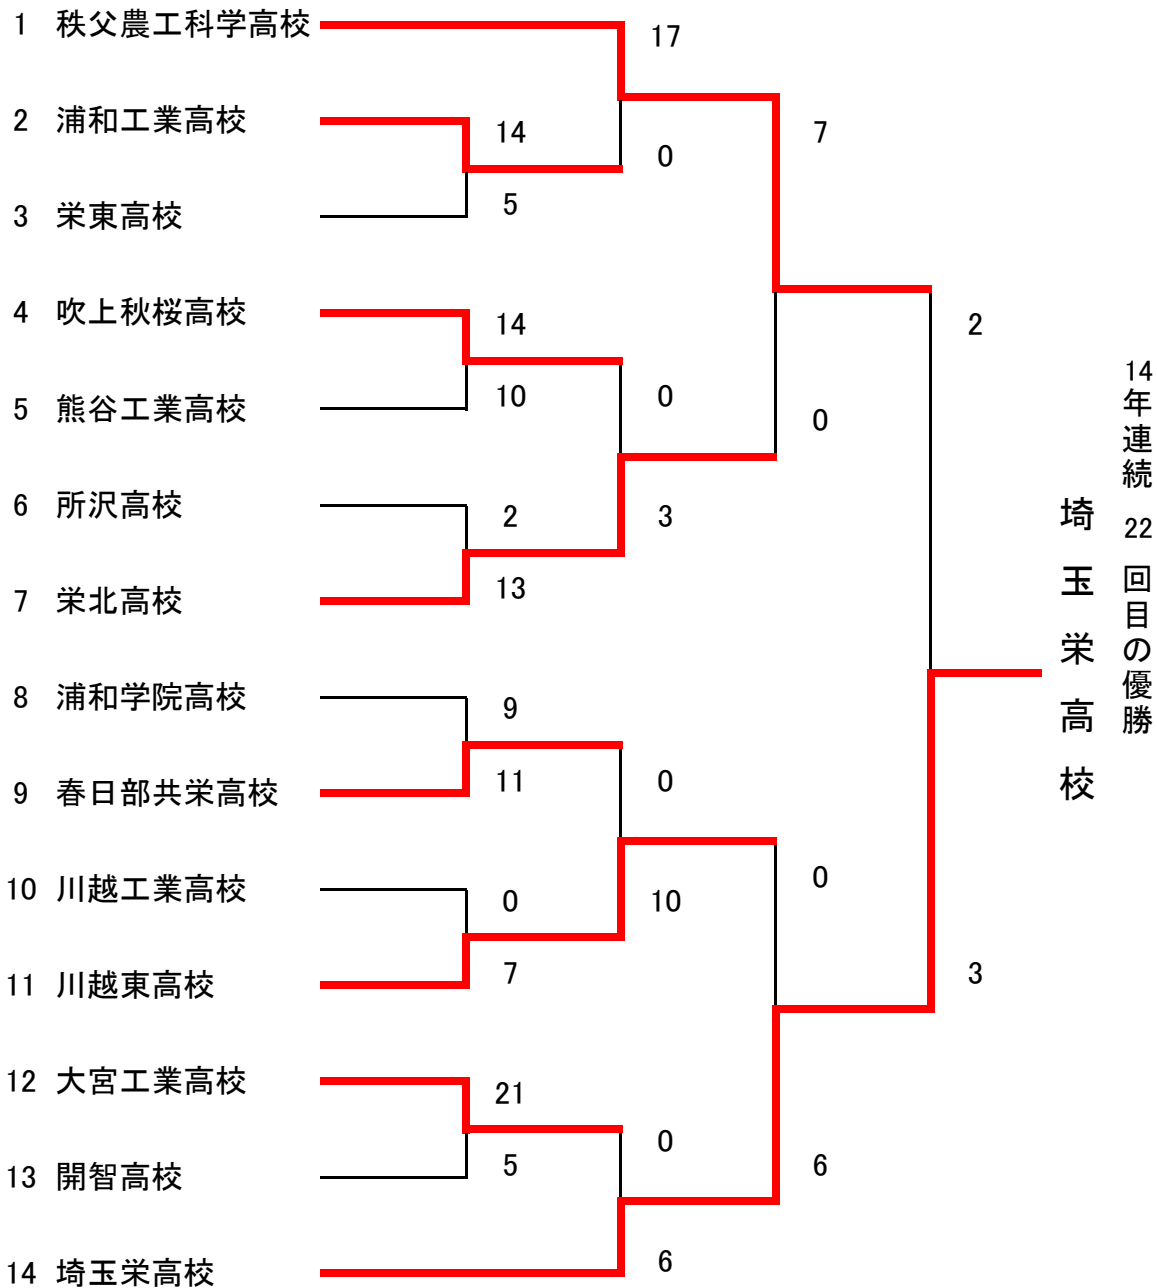 1 秩父農工科学高校
17
2 浦和工業高校
14
7
0
3 栄東高校
5
4 吹上秋桜高校
14
2
5 熊谷工業高校
10
0
0
6 所沢高校
2
3
7 栄北高校
13
8 浦和学院高校
9
9 春日部共栄高校
11
0
10 川越工業高校
0
10
0
11 川越東高校
7
3
12 大宮工業高校
21
0
13 開智高校
5
6
14 埼玉栄高校
6
埼玉栄高校
14年連続 22 回目の優勝